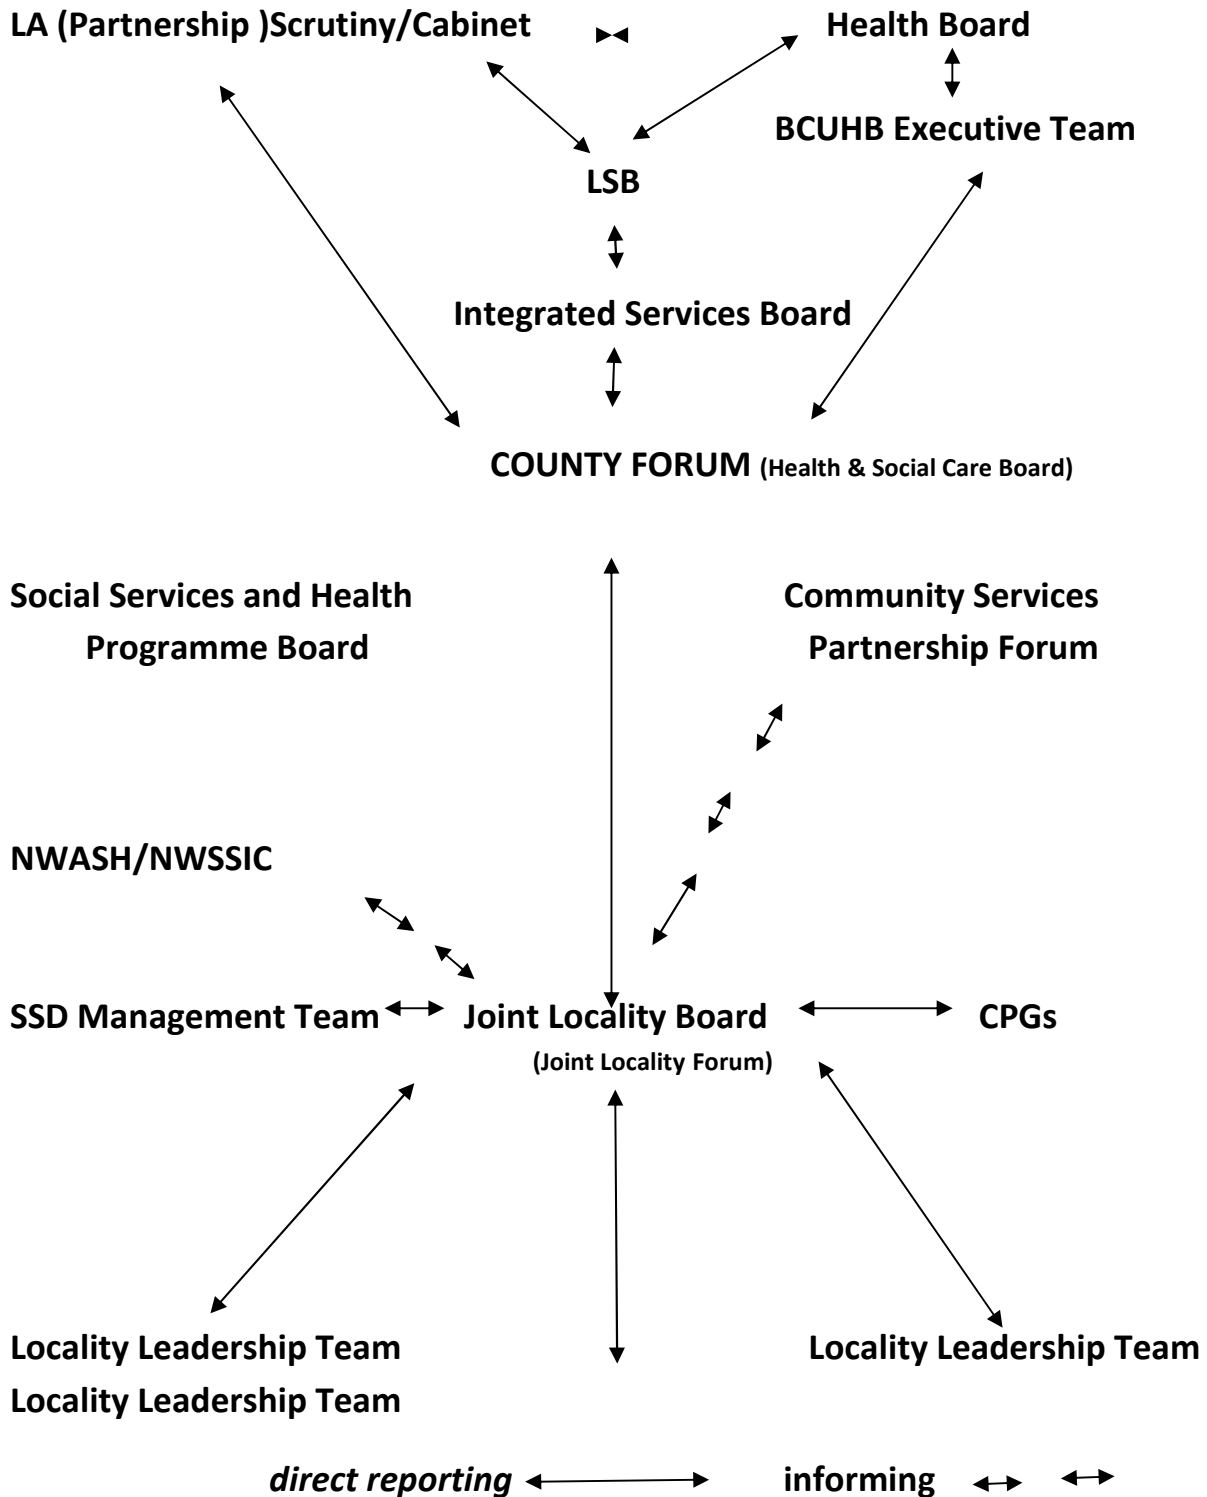 LA (Partnership )Scrutiny/Cabinet Health Board
BCUHB Executive Team
LSB
Integrated Services Board
COUNTY FORUM (Health & Social Care Board)
Social Services and Health Community Services
Programme Board Partnership Forum
NWASH/NWSSIC
SSD Management Team Joint Locality Board CPGs
(Joint Locality Forum)
Locality Leadership Team Locality Leadership Team
Locality Leadership Team
direct reporting informing